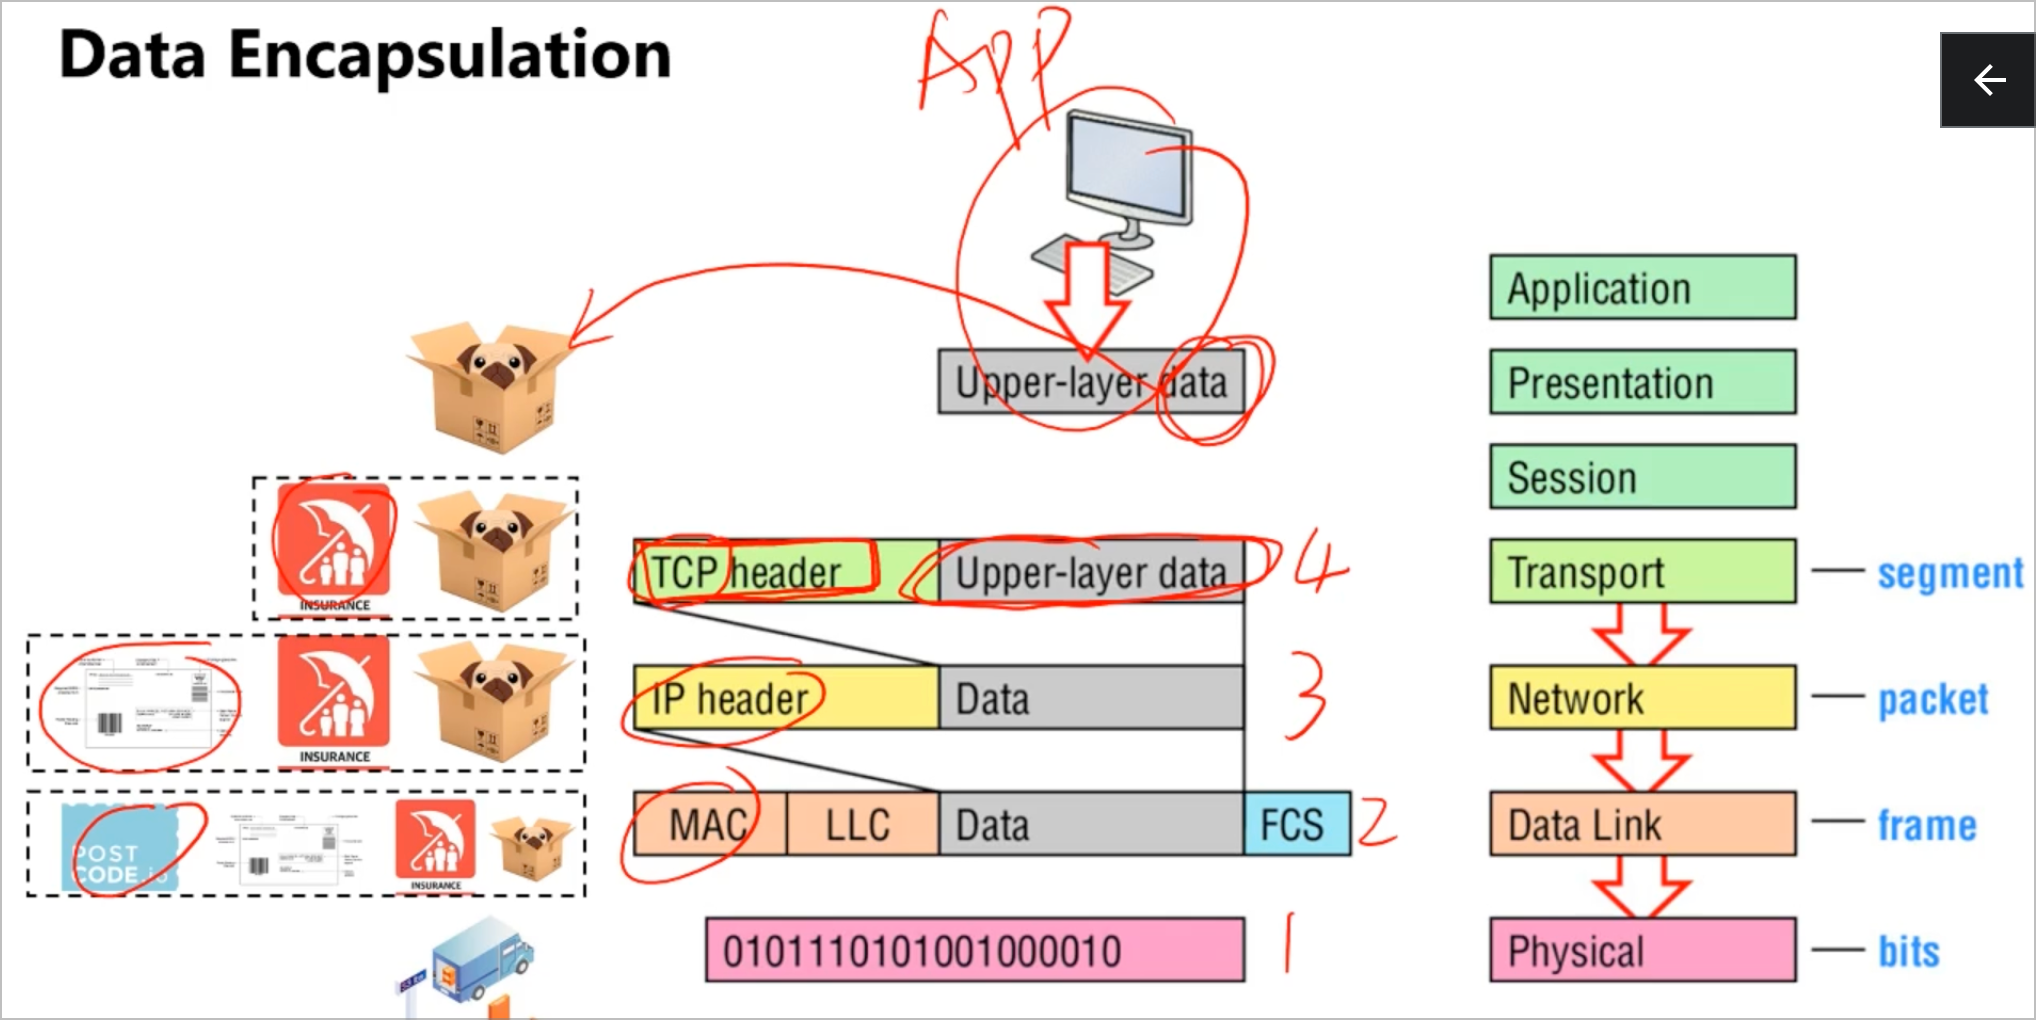 Data Encapsulation
App
Application
Upper-layer data
Presentation
Session
INSURANCE
TCP header
Upper-layer data
4
Transport
segment
INSURANCE
IP header
Data
3
Network
packet
POST
CODE.io
INSURANCE
MAC
LLC
Data
FCS
2
Data Link
frame
0101110101001000010
1
Physical
bits